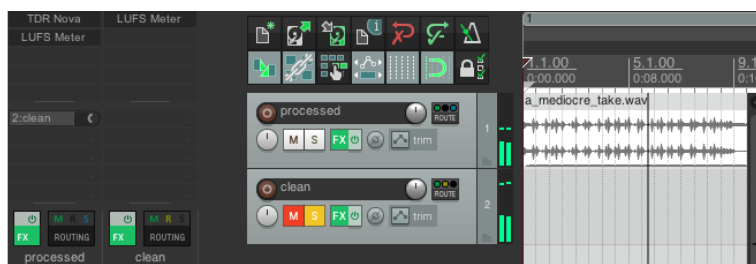 TDR Nova
LUFS Meter
LUFS Meter
2:clean
M R S
FX
ROUTING
processed
M R S
FX
ROUTING
clean
processed
ROUTE
M S FX trim
1
clean
ROUTE
M S FX trim
2
1
1.1.00
0:00.000
5.1.00
0:08.000
9.1
0:1
a_mediocre_take.wav